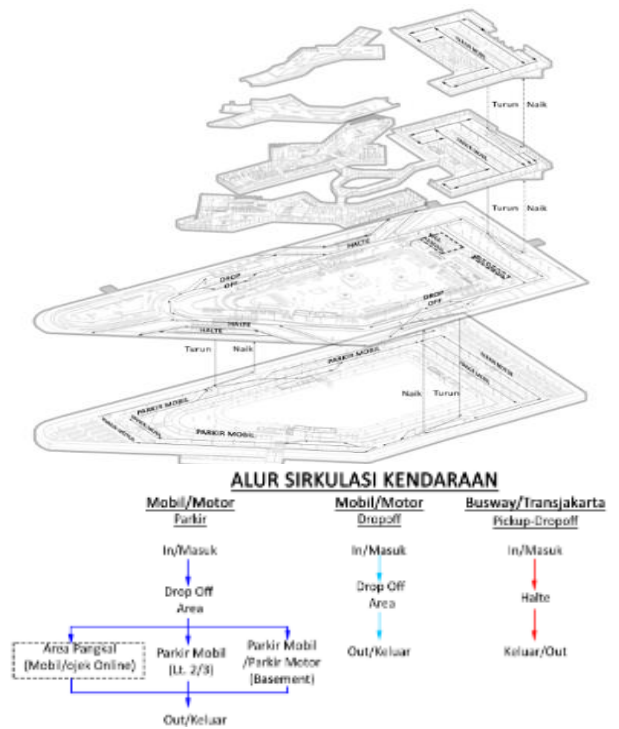 PARKIR MOBIL
Turun
Naik
Turun
Naik
HALTE
DROP
OFF
DROP
OFF
HALTE
HALTE
Turun
Naik
PARKIR MOBIL
PARKIR MOBIL
Naik
Turun
PARKIR MOBIL
ALUR SIRKULASI KENDARAAN
Mobil/Motor
Parkir
Mobil/Motor
Dropoff
Busway/Transjakarta
Pickup-Dropoff
In/Masuk
In/Masuk
In/Masuk
Drop Off
Area
Drop Off
Area
Halte
Area Pangkal
(Mobil/ojek Online)
Parkir Mobil
(Lt. 2/3)
Parkir Mobil
/Parkir Motor
(Basement)
Out/Keluar
Keluar/Out
Out/Keluar